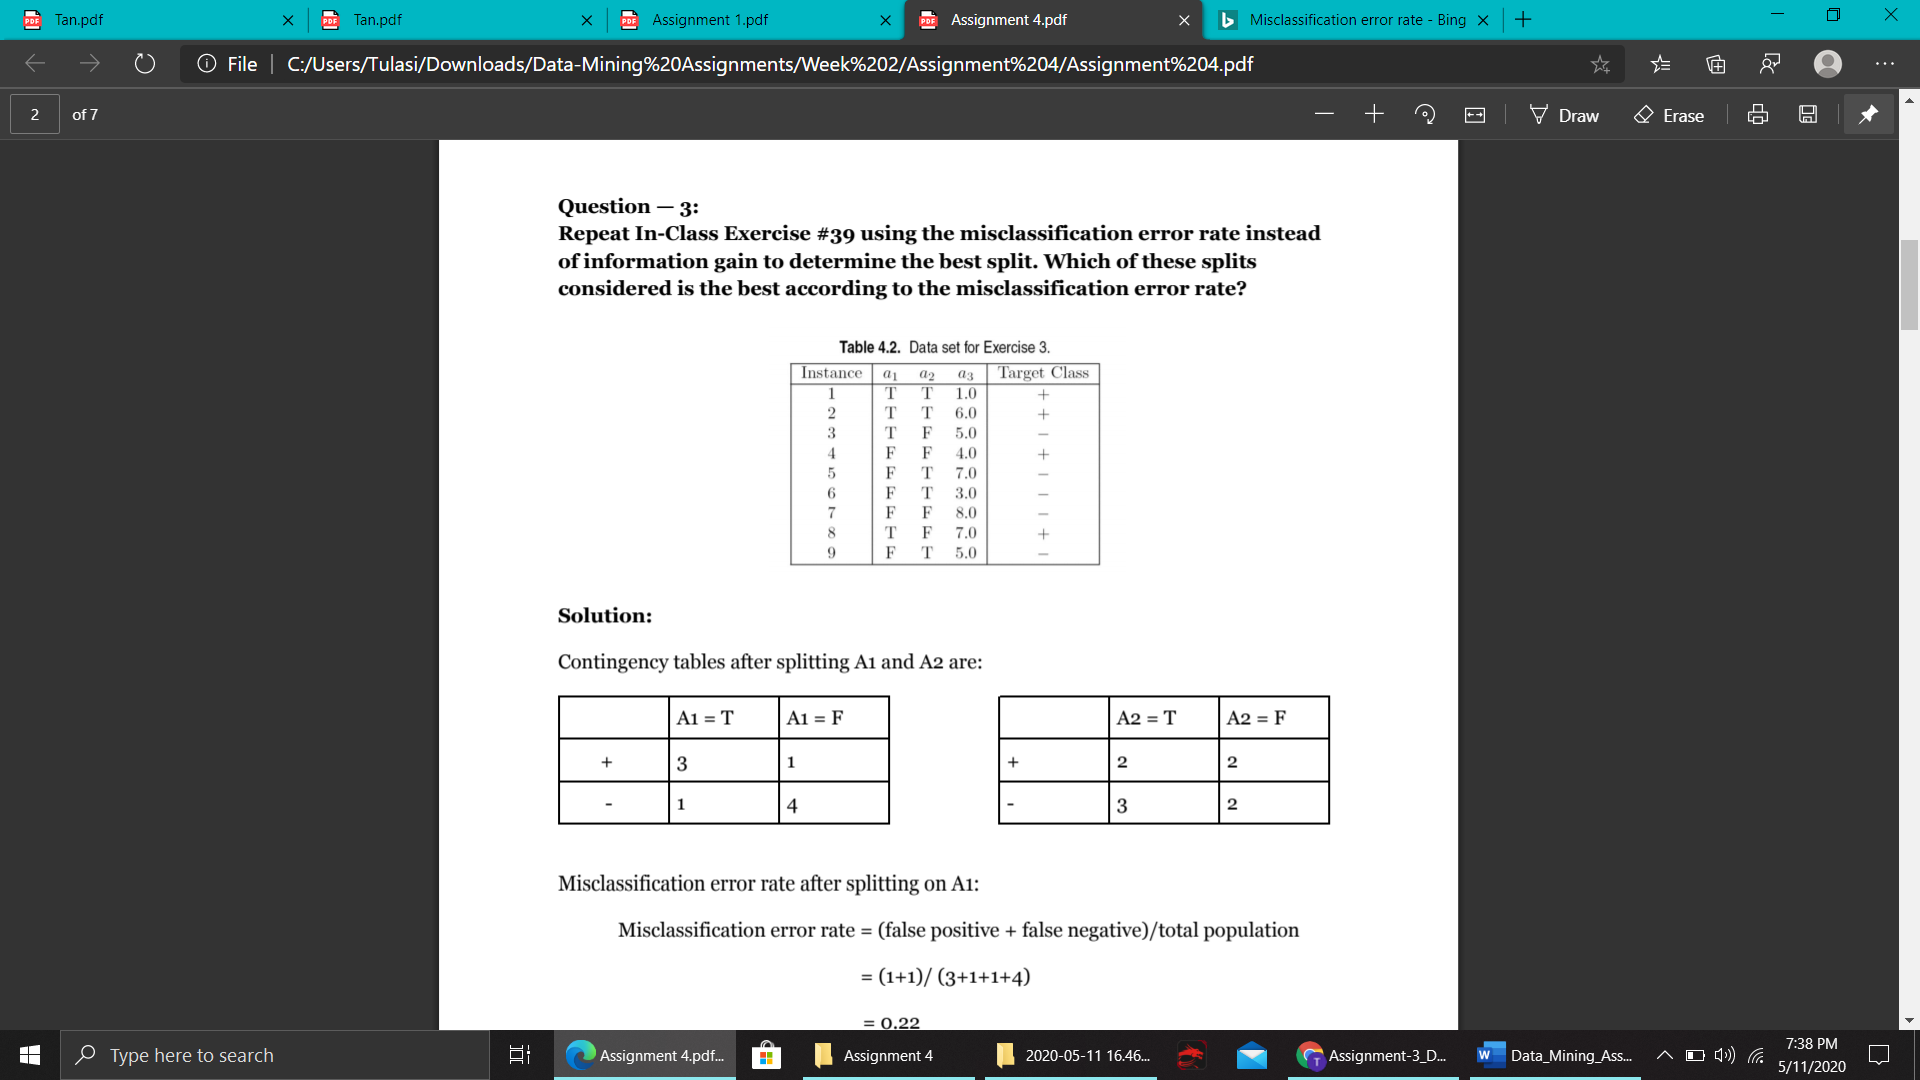 Tan.pdf
Tan.pdf
Assignment 1.pdf
Assignment 4.pdf
Misclassification error rate - Bing
File
C:/Users/Tulasi/Downloads/Data-Mining%20Assignments/Week%202/Assignment%204/Assignment%204.pdf
2 of 7
Draw
Erase
Question — 3:
Repeat In-Class Exercise #39 using the misclassification error rate instead
of information gain to determine the best split. Which of these splits
considered is the best according to the misclassification error rate?
Table 4.2. Data set for Exercise 3.
Instance a1 a2 a3 Target Class
1 T T 1.0 +
2 T T 6.0 +
3 T F 5.0 −
4 F F 4.0 +
5 F T 7.0 −
6 F T 3.0 −
7 F F 8.0 −
8 T F 7.0 +
9 F T 5.0 −
Solution:
Contingency tables after splitting A1 and A2 are:
A1 = T A1 = F
+ 3 1
- 1 4
A2 = T A2 = F
+ 2 2
- 3 2
Misclassification error rate after splitting on A1:
Misclassification error rate = (false positive + false negative)/total population
= (1+1)/ (3+1+1+4)
= 0.22
Type here to search
Assignment 4.pdf...
Assignment 4
2020-05-11 16.46...
T
Assignment-3_D...
W
Data_Mining_Ass...
7:38 PM
5/11/2020